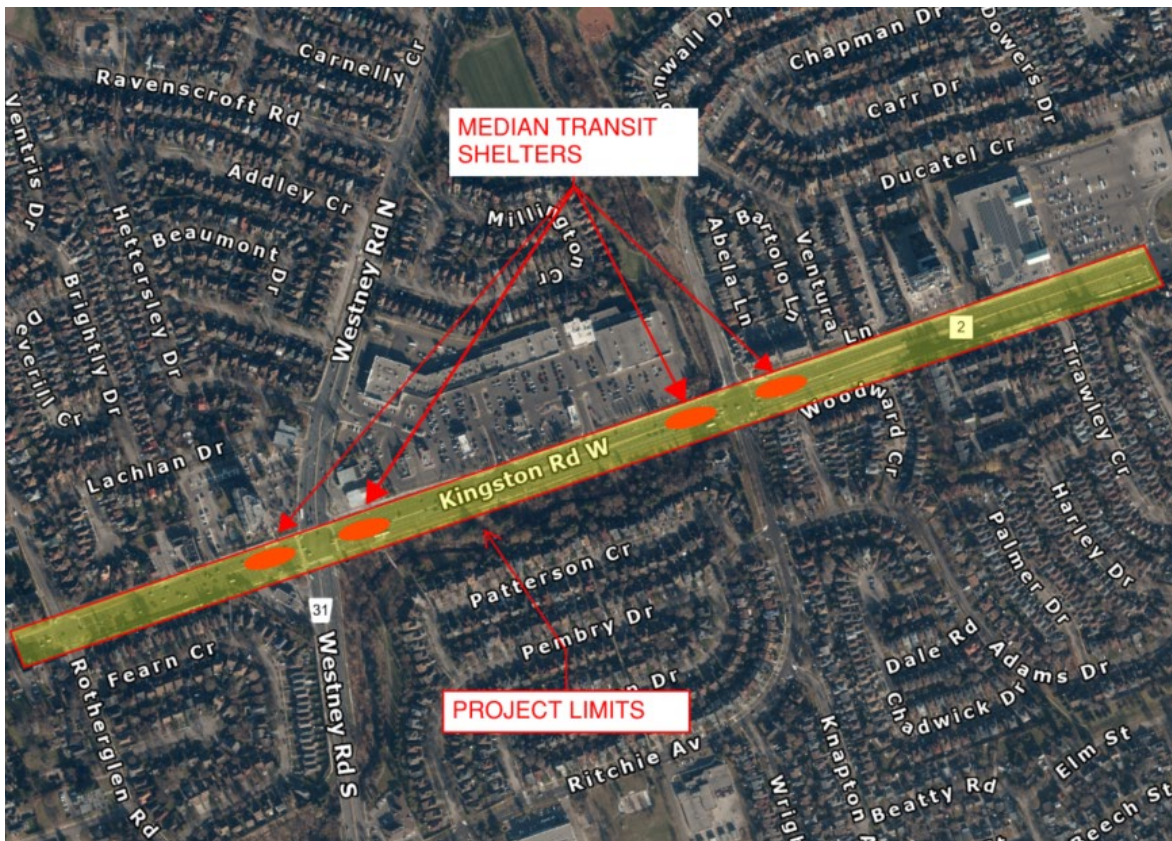 Carnelly Cr
Ravenscroft Rd
Ventris Dr
Addley Cr
Hettersley Dr
Beaumont Dr
Brightly Dr
Deverill Cr
Lachlan Dr
Westney Rd N
MEDIAN TRANSIT
SHELTERS
Millington Cr
Chapman Dr
Dowers Dr
Carr Dr
Ducatel Cr
Abela Ln
Bartolo Ln
Ventura Ln
2
Kingston Rd W
Woodward Cr
Trawley Cr
Harley Dr
Palmer Dr
Patterson Cr
Pembry Dr
Dr
PROJECT LIMITS
31
Westney Rd S
Fearn Cr
Rotherglen Rd
Ritchie Av
Dale Rd
Adams Dr
Chadwick Dr
Knapton
Beatty Rd
Elm St
Beech St